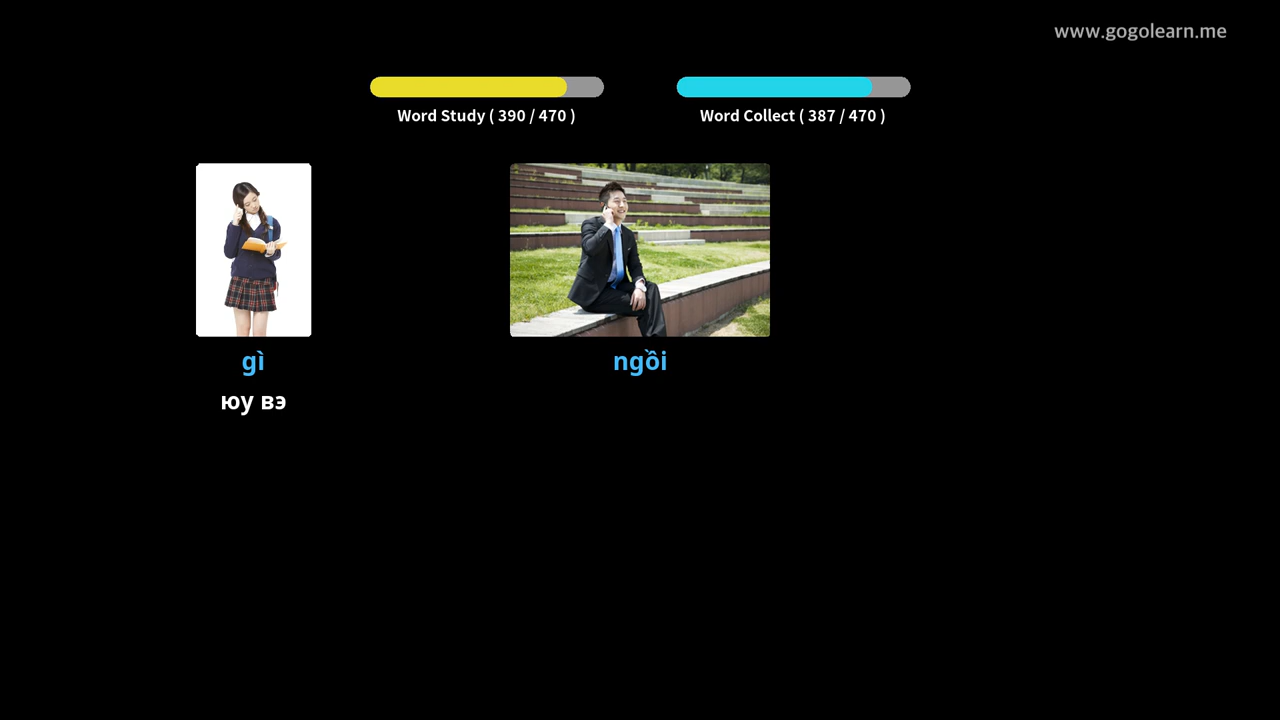 www.gogolearn.me
Word Study ( 390 / 470 )
Word Collect ( 387 / 470 )
gì
ngồi
юу вэ